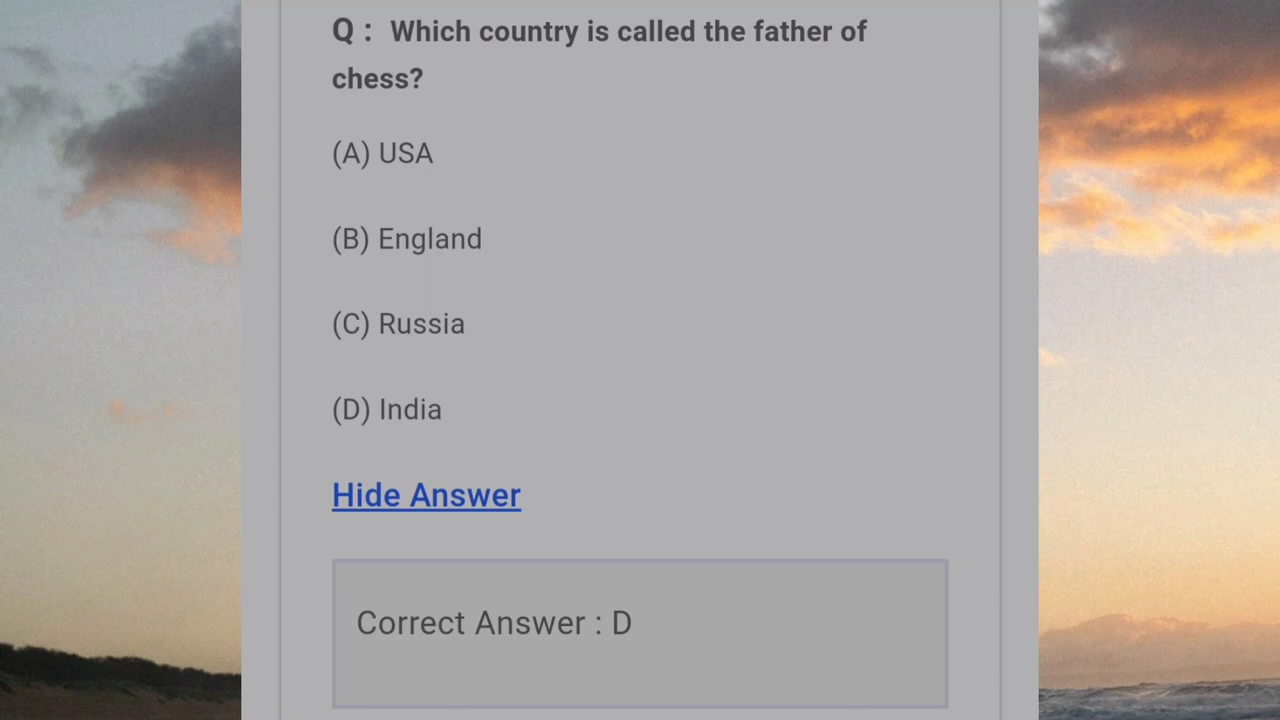 Q : Which country is called the father of
chess?
(A) USA
(B) England
(C) Russia
(D) India
Hide Answer
Correct Answer : D